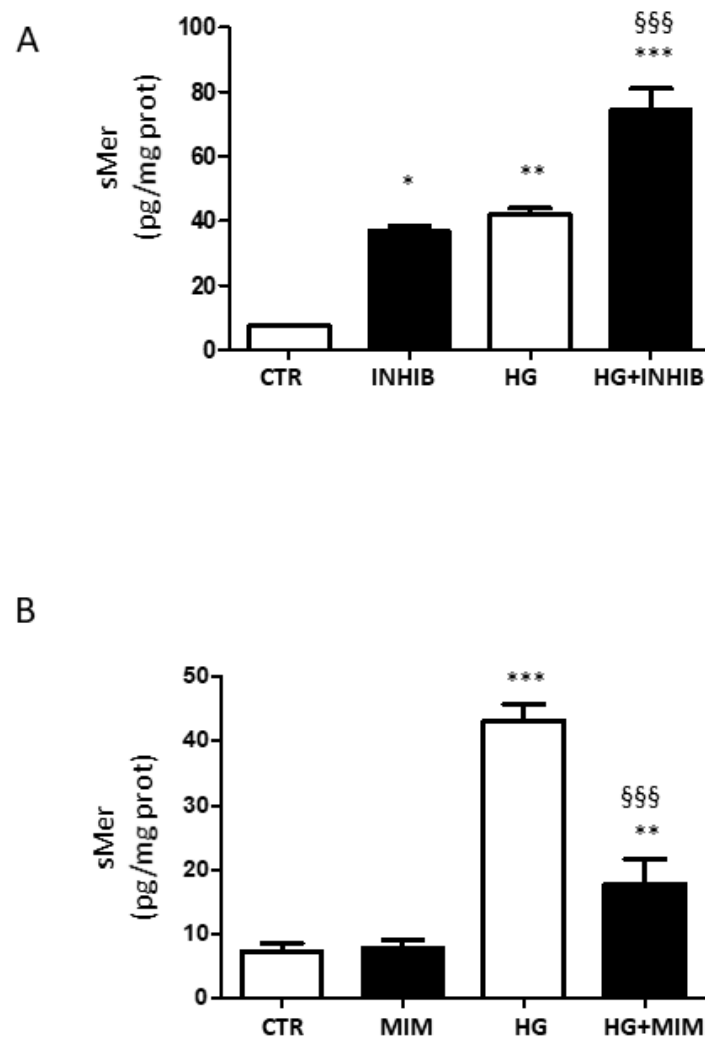 A
sMer
(pg/mg prot)
100
80
60
40
20
0
*
**
§§§
***
CTR INHIB HG HG+INHIB
B
sMer
(pg/mg prot)
50
40
30
20
10
0
***
§§§
**
CTR MIM HG HG+MIM